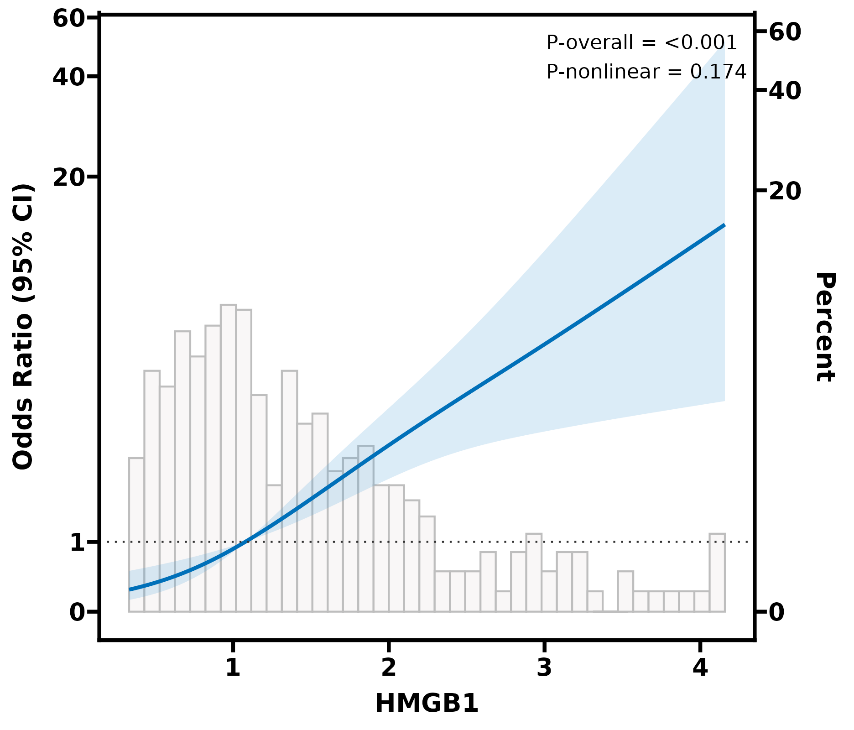 P-overall = <0.001
P-nonlinear = 0.174
60
40
20
1
0
Odds Ratio (95% CI)
60
40
20
0
Percent
1 2 3 4
HMGB1